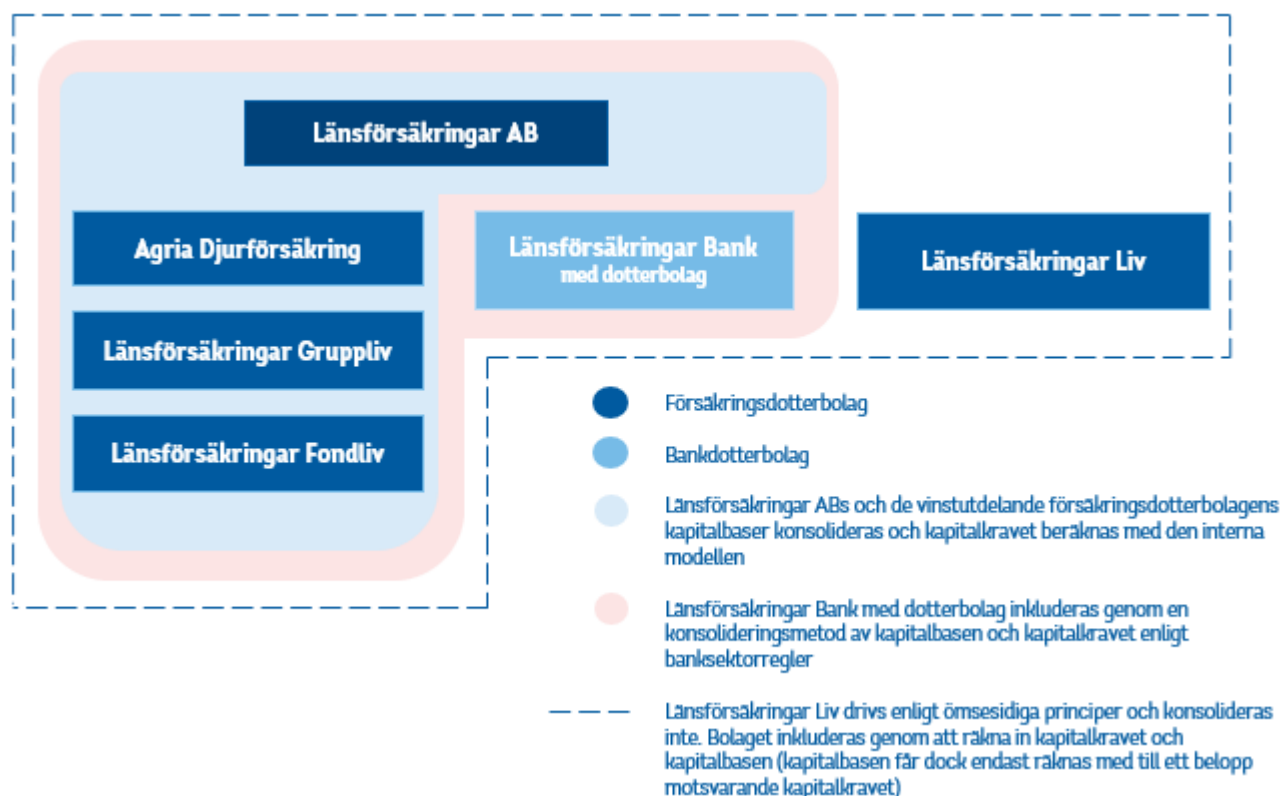 Länsförsäkringar AB
Agria Djurförsäkring
Länsförsäkringar Bank
med dotterbolag
Länsförsäkringar Liv
Länsförsäkringar Gruppliv
Länsförsäkringar Fondliv
Försäkringsdotterbolag
Bankdotterbolag
Länsförsäkringar ABs och de vinstutdelande försäkringsdotterbolagens
kapitalbaser konsolideras och kapitalkravet beräknas med den interna
modellen
Länsförsäkringar Bank med dotterbolag inkluderas genom en
konsolideringsmetod av kapitalbasen och kapitalkravet enligt
banksektorregler
Länsförsäkringar Liv drivs enligt ömsesidiga principer och konsolideras
inte. Bolaget inkluderas genom att räkna in kapitalkravet och
kapitalbasen (kapitalbasen får dock endast räknas med till ett belopp
motsvarande kapitalkravet)